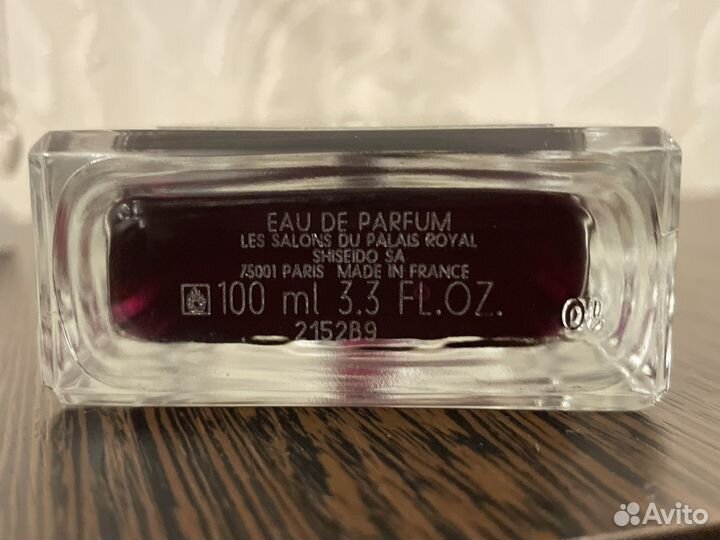 EAU DE PARFUM
LES SALONS DU PALAIS ROYAL
SHISEIDO SA
75001 PARIS MADE IN FRANCE
100 ml 3.3 FL.OZ.
2152B9
Avito